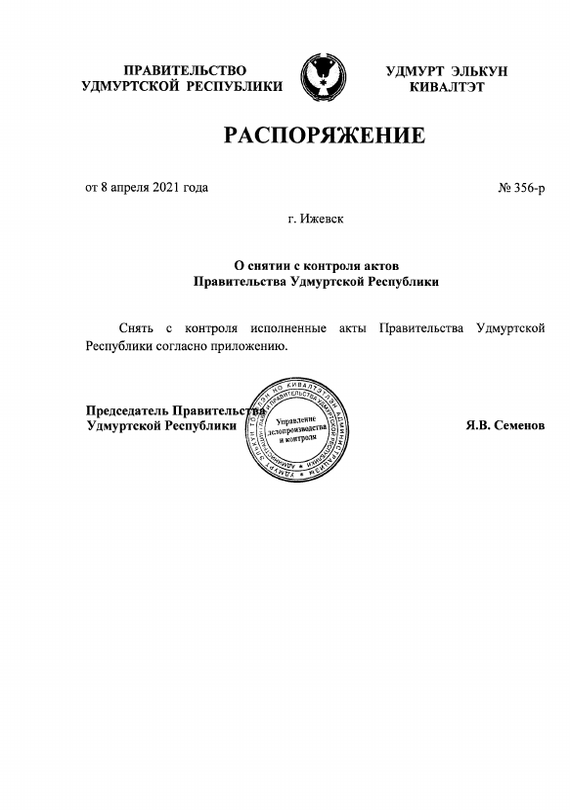 ПРАВИТЕЛЬСТВО
УДМУРТСКОЙ РЕСПУБЛИКИ
УДМУРТ ЭЛЬКУН
КИВАЛТЭТ
РАСПОРЯЖЕНИЕ
от 8 апреля 2021 года
№ 356-р
г. Ижевск
О снятии с контроля актов
Правительства Удмуртской Республики
Снять с контроля исполненные акты Правительства Удмуртской
Республики согласно приложению.
Председатель Правительства
Удмуртской Республики
Я.В. Семенов
Управление
делопроизводства
и контроля